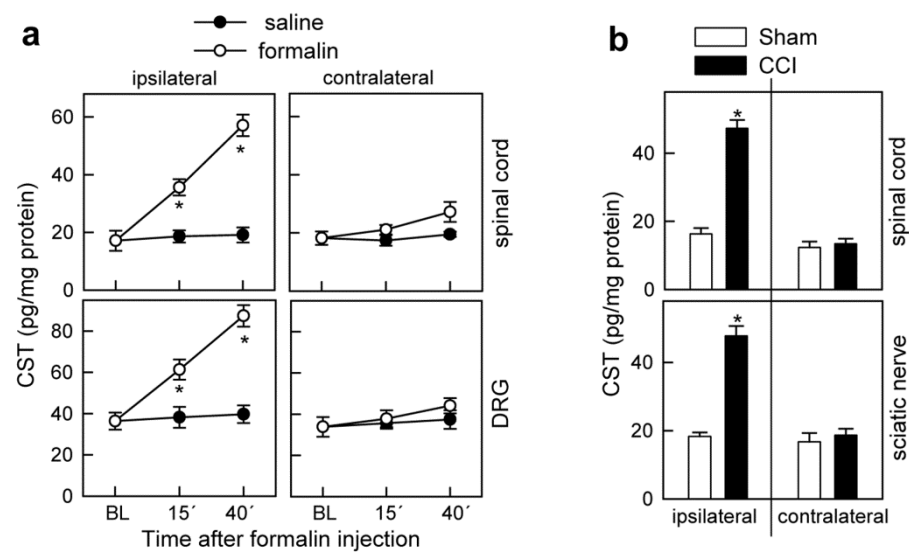 a
saline
formalin
ipsilateral
contralateral
CST (pg/mg protein)
60
40
20
0
*
*
spinal cord
80
60
40
20
0
*
*
DRG
BL 15´ 40´ BL 15´ 40´
Time after formalin injection
b
Sham
CCI
CST (pg/mg protein)
40
20
0
*
spinal cord
40
20
0
*
sciatic nerve
ipsilateral
contralateral